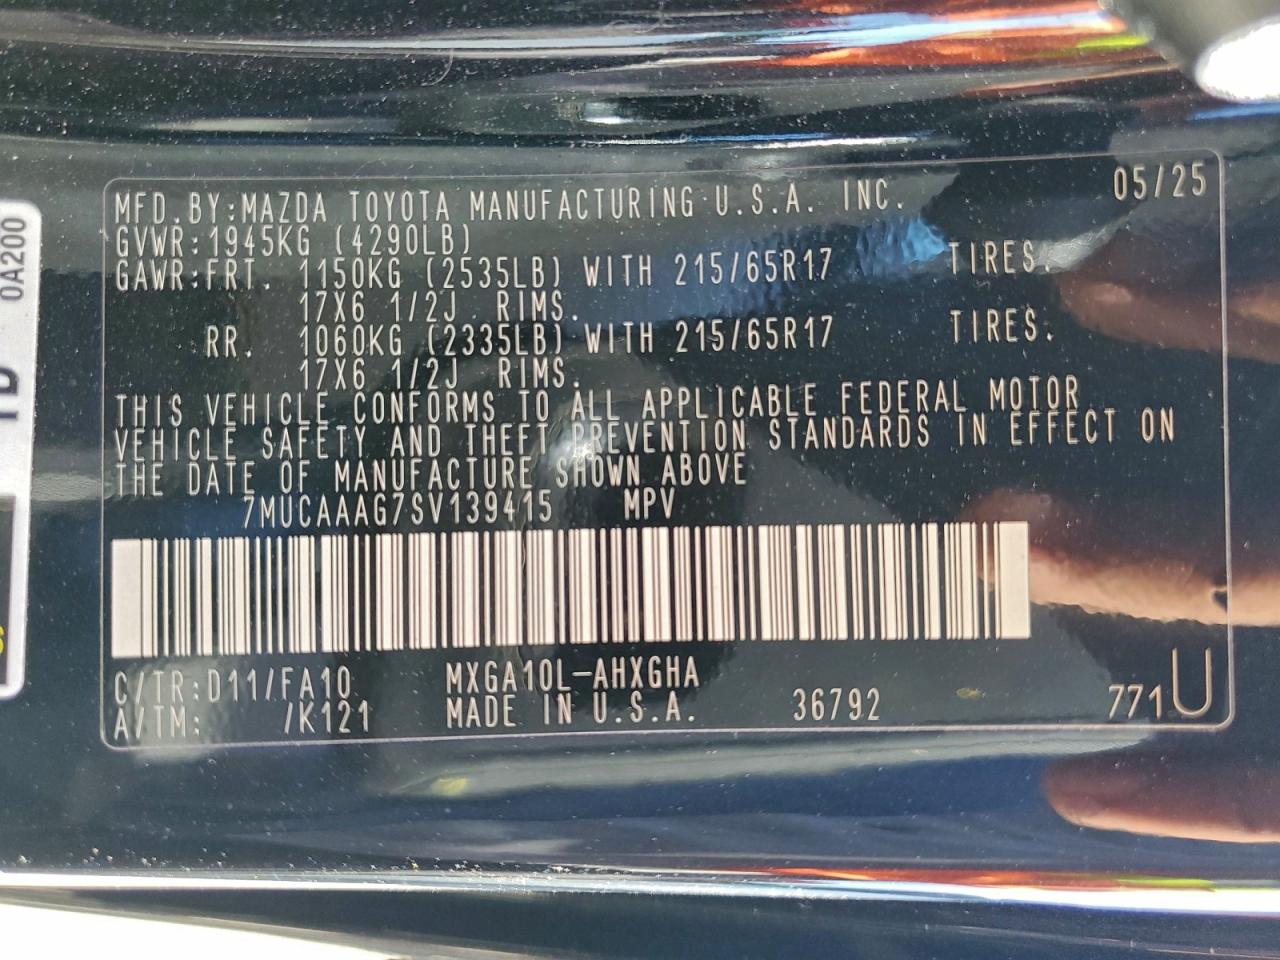 MFD.BY:MAZDA TOYOTA MANUFACTURING U.S.A. INC. 05/25
GVWR:1945KG (4290LB)
GAWR:FRT. 1150KG (2535LB) WITH 215/65R17 TIRES.
17X6 1/2J RIMS.
RR. 1060KG (2335LB) WITH 215/65R17 TIRES.
17X6 1/2J RIMS.
THIS VEHICLE CONFORMS TO ALL APPLICABLE FEDERAL MOTOR
VEHICLE SAFETY AND THEFT PREVENTION STANDARDS IN EFFECT ON
THE DATE OF MANUFACTURE SHOWN ABOVE
7MUCAAAG7SV139415 MPV
C/TR:D11/FA10 MXGA10L-AHXGHA
A/TM: /K121 MADE IN U.S.A. 36792 771U
0A200